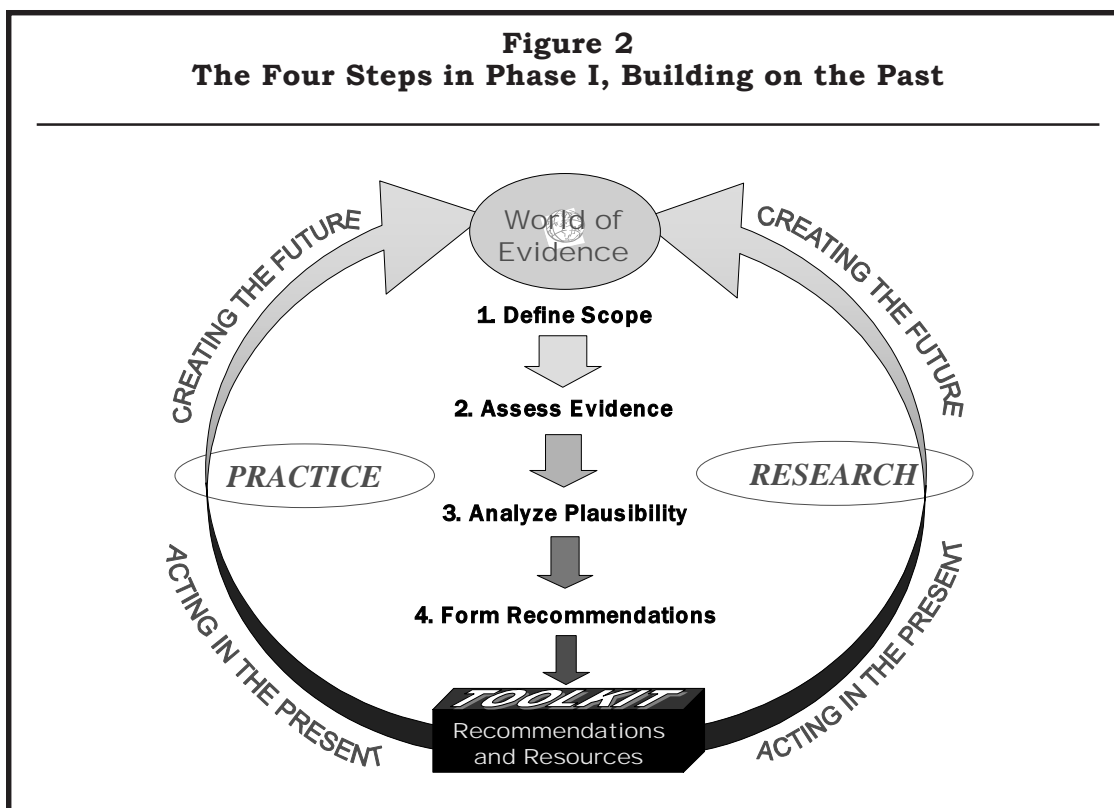 Figure 2
The Four Steps in Phase I, Building on the Past
World of
Evidence
CREATING THE FUTURE
CREATING THE FUTURE
1. Define Scope
2. Assess Evidence
PRACTICE
RESEARCH
3. Analyze Plausibility
ACTING IN THE PRESENT
ACTING IN THE PRESENT
4. Form Recommendations
TOOLKIT
Recommendations
and Resources